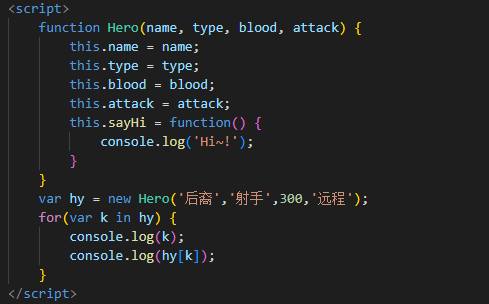 <script>
function Hero(name, type, blood, attack) {
this.name = name;
this.type = type;
this.blood = blood;
this.attack = attack;
this.sayHi = function() {
console.log('Hi~!');
}
}
var hy = new Hero('后裔','射手',300,'远程');
for(var k in hy) {
console.log(k);
console.log(hy[k]);
}
</script>